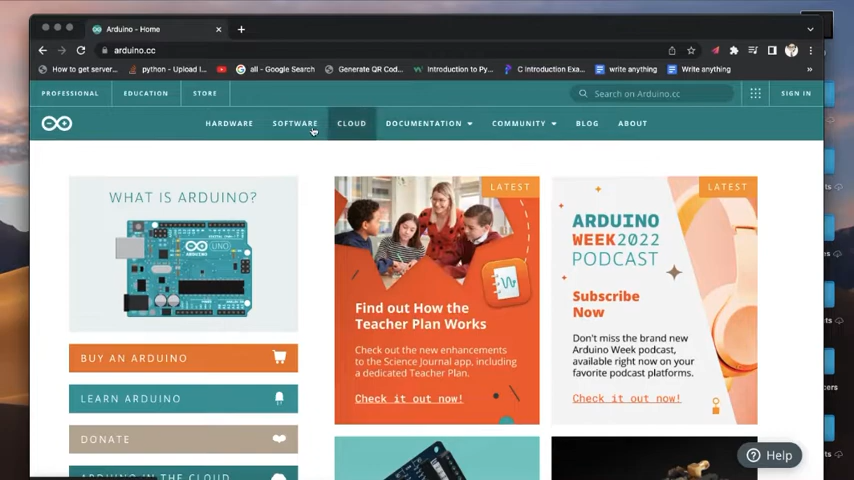 Arduino - Home
arduino.cc
How to get server...
python - Upload I...
all - Google Search
Generate QR Cod...
Introduction to Py...
C Introduction Exa...
write anything
Write anything
»
PROFESSIONAL
EDUCATION
STORE
Search on Arduino.cc
SIGN IN
HARDWARE
SOFTWARE
CLOUD
DOCUMENTATION
COMMUNITY
BLOG
ABOUT
WHAT IS ARDUINO?
UNO
BUY AN ARDUINO
LEARN ARDUINO
DONATE
ARDUINO IN THE CLOUD
LATEST
Find out How the
Teacher Plan Works
Check out the new enhancements
to the Science Journal app, including
a dedicated Teacher Plan.
Check it out now!
LATEST
ARDUINO
WEEK2022
PODCAST
Subscribe
Now
Don't miss the brand new
Arduino Week podcast,
available right now on your
favorite podcast platforms.
Check it out now!
Help